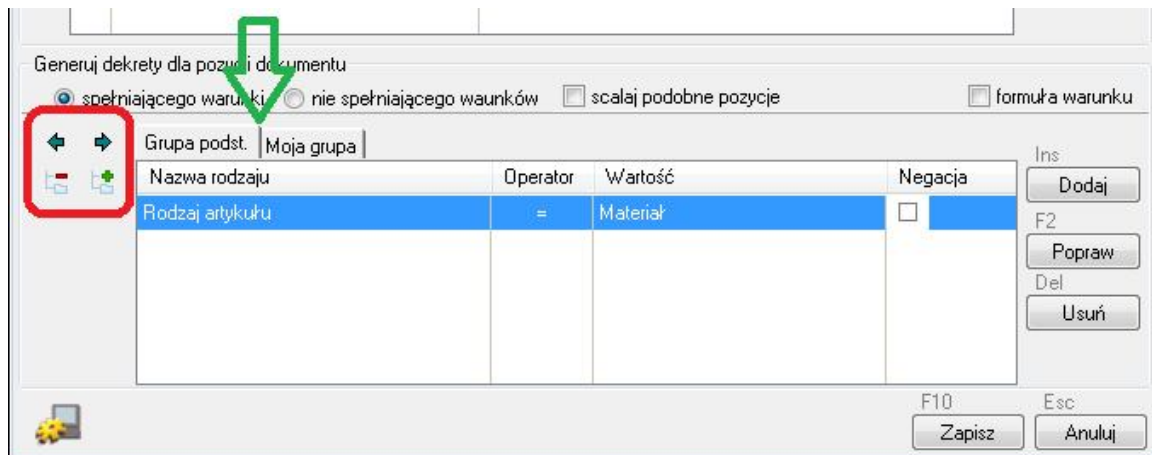 Generuj dekrety dla pozycji dokumentu
spełniającego warunki nie spełniającego waunków scalaj podobne pozycje formuła warunku
Grupa podst. Moja grupa
Ins
Nazwa rodzaju Operator Wartość Negacja
Dodaj
Rodzaj artykułu = Materiał
F2
Popraw
Del
Usuń
F10 Esc
Zapisz Anuluj